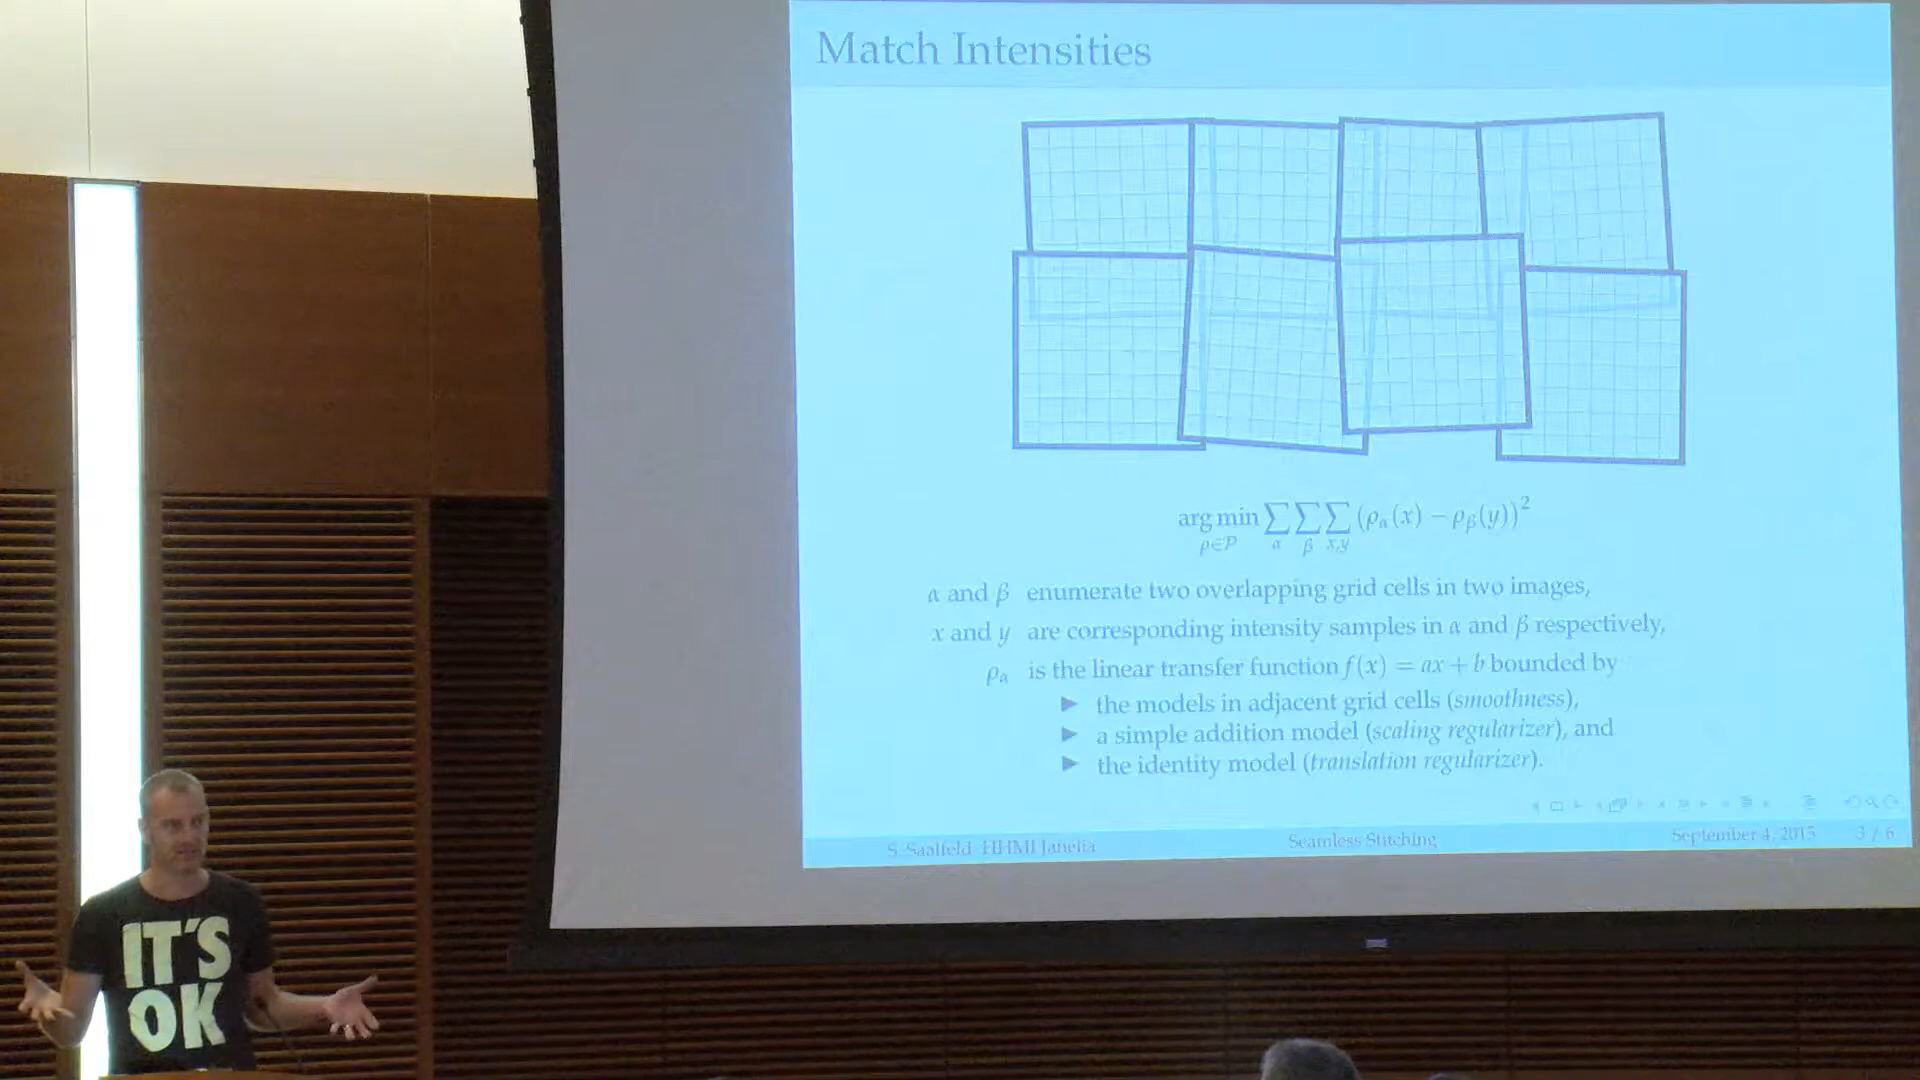 Match Intensities
arg min ∑ ∑ ∑ (ρα(x) − ρβ(y))²
ρ∈P α β x,y
α and β enumerate two overlapping grid cells in two images,
x and y are corresponding intensity samples in α and β respectively,
ρα is the linear transfer function f(x) = ax + b bounded by
▶ the models in adjacent grid cells (smoothness),
▶ a simple addition model (scaling regularizer), and
▶ the identity model (translation regularizer).
S. Saalfeld HHMI Janelia Seamless Stitching September 4, 2015 3 / 6
IT'S
OK